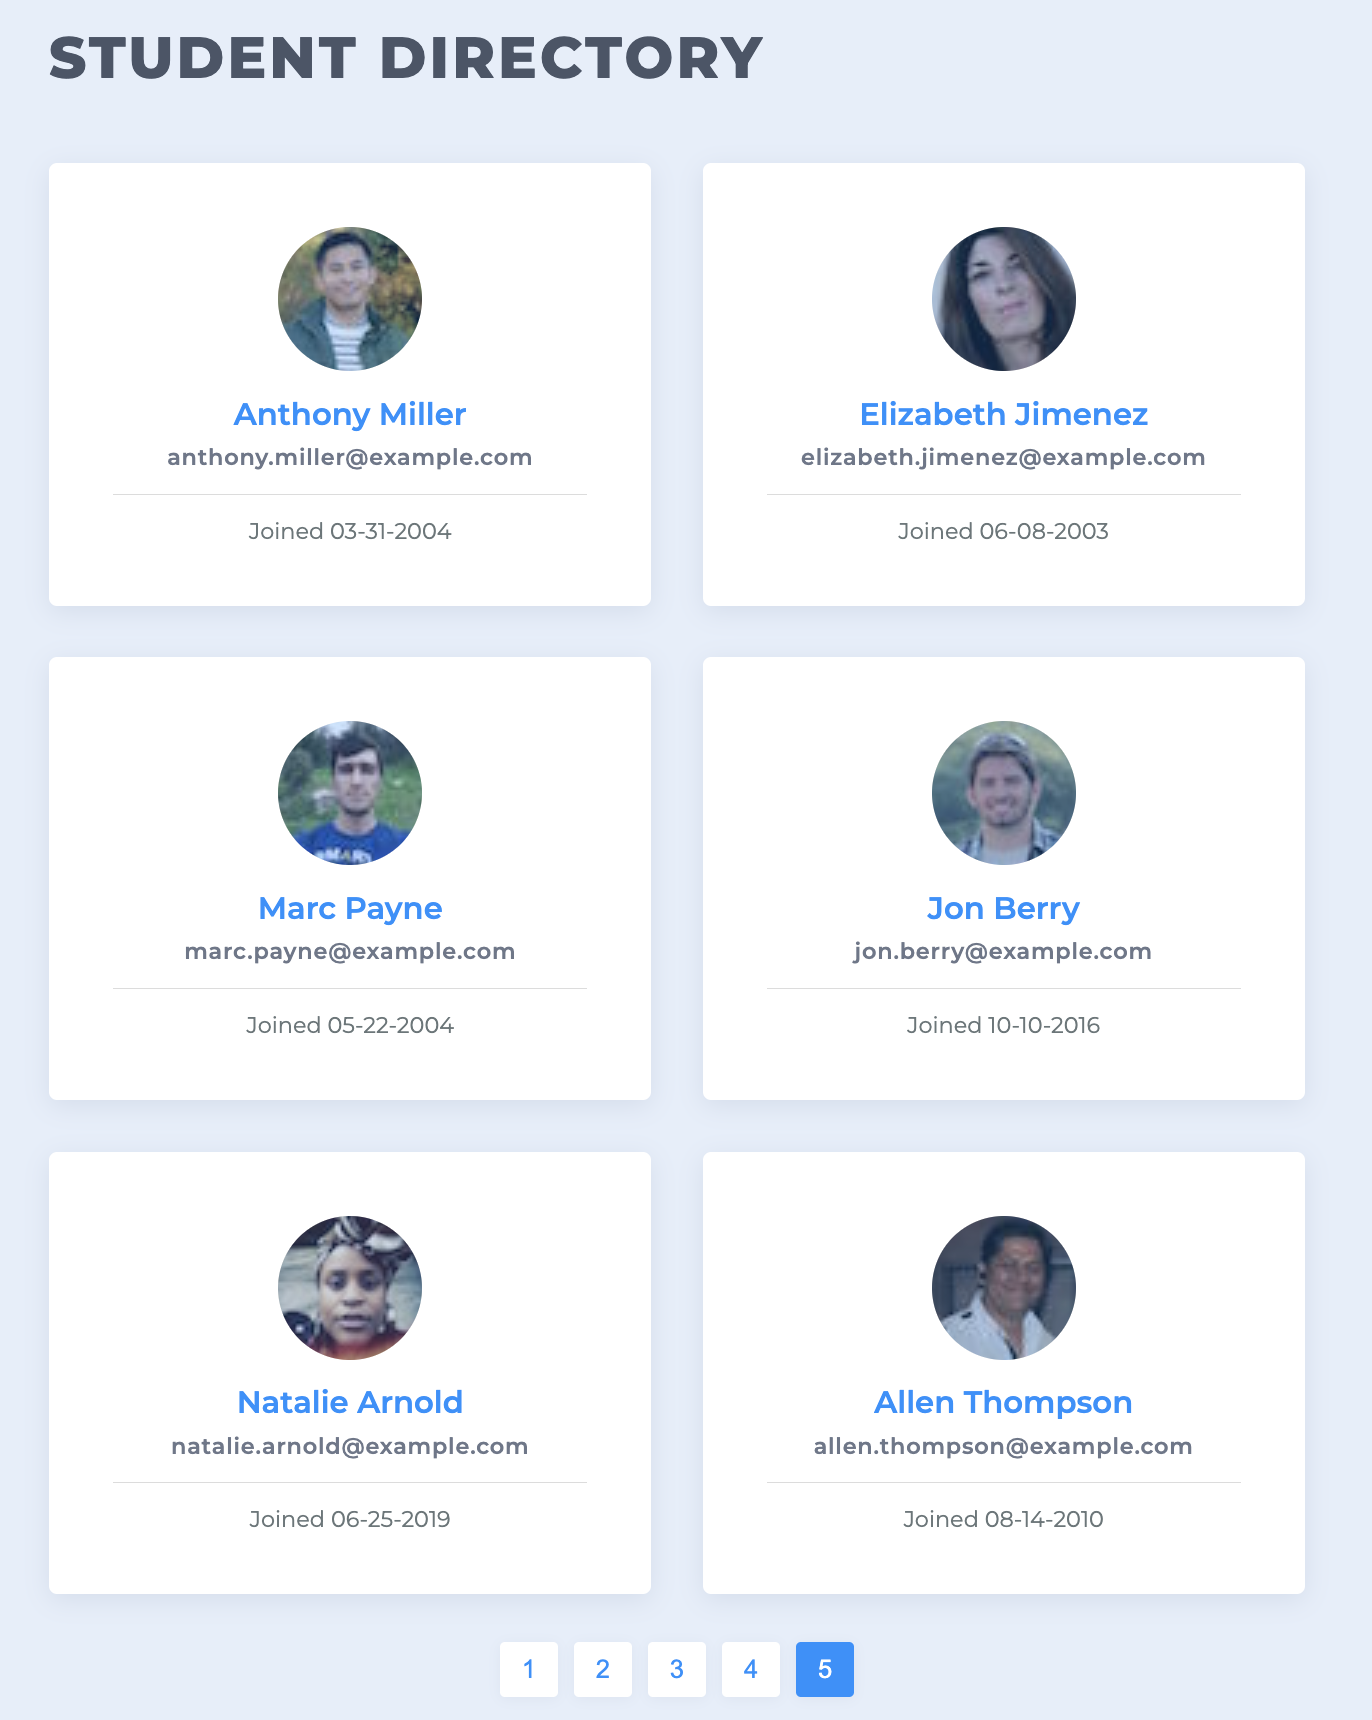 STUDENT DIRECTORY
Anthony Miller
anthony.miller@example.com
Joined 03-31-2004
Elizabeth Jimenez
elizabeth.jimenez@example.com
Joined 06-08-2003
Marc Payne
marc.payne@example.com
Joined 05-22-2004
Jon Berry
jon.berry@example.com
Joined 10-10-2016
Natalie Arnold
natalie.arnold@example.com
Joined 06-25-2019
Allen Thompson
allen.thompson@example.com
Joined 08-14-2010
1 2 3 4 5